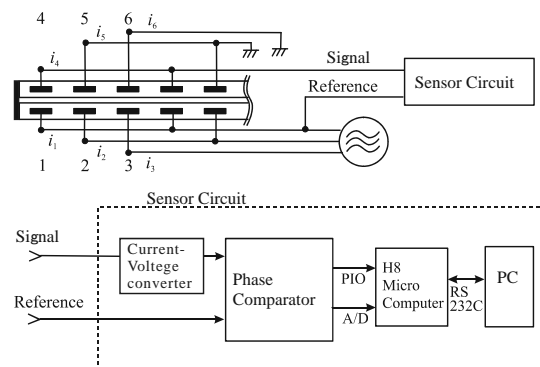 4 5 6 i6
i5
i4
Signal
Sensor Circuit
Reference
i1
i2
i3
1 2 3
Sensor Circuit
Signal
Current-
Voltege
converter
Phase
Comparator
Reference
PIO
A/D
H8
Micro
Computer
RS
232C
PC